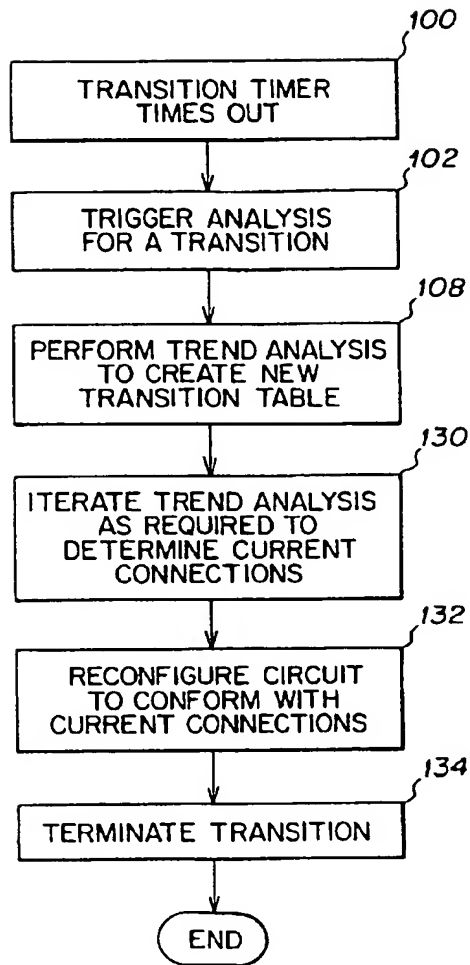 100
TRANSITION TIMER
TIMES OUT
102
TRIGGER ANALYSIS
FOR A TRANSITION
108
PERFORM TREND ANALYSIS
TO CREATE NEW
TRANSITION TABLE
130
ITERATE TREND ANALYSIS
AS REQUIRED TO
DETERMINE CURRENT
CONNECTIONS
132
RECONFIGURE CIRCUIT
TO CONFORM WITH
CURRENT CONNECTIONS
134
TERMINATE TRANSITION
END